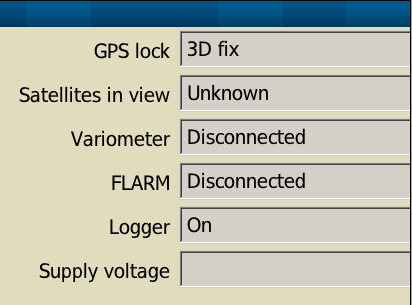 GPS lock 3D fix
Satellites in view Unknown
Variometer Disconnected
FLARM Disconnected
Logger On
Supply voltage